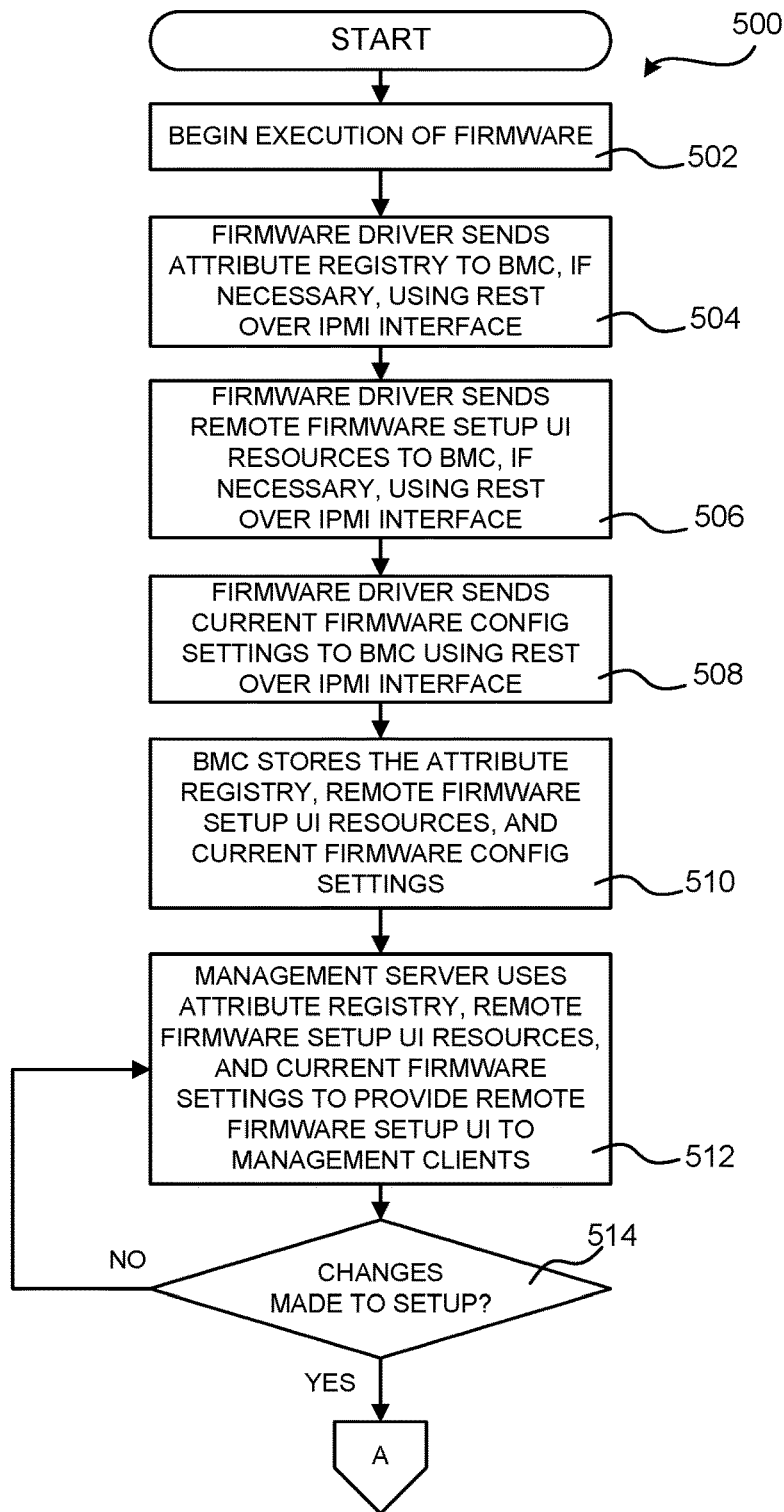 START
500
BEGIN EXECUTION OF FIRMWARE
502
FIRMWARE DRIVER SENDS
ATTRIBUTE REGISTRY TO BMC, IF
NECESSARY, USING REST
OVER IPMI INTERFACE
504
FIRMWARE DRIVER SENDS
REMOTE FIRMWARE SETUP UI
RESOURCES TO BMC, IF
NECESSARY, USING REST
OVER IPMI INTERFACE
506
FIRMWARE DRIVER SENDS
CURRENT FIRMWARE CONFIG
SETTINGS TO BMC USING REST
OVER IPMI INTERFACE
508
BMC STORES THE ATTRIBUTE
REGISTRY, REMOTE FIRMWARE
SETUP UI RESOURCES, AND
CURRENT FIRMWARE CONFIG
SETTINGS
510
MANAGEMENT SERVER USES
ATTRIBUTE REGISTRY, REMOTE
FIRMWARE SETUP UI RESOURCES,
AND CURRENT FIRMWARE
SETTINGS TO PROVIDE REMOTE
FIRMWARE SETUP UI TO
MANAGEMENT CLIENTS
512
514
NO
CHANGES
MADE TO SETUP?
YES
A